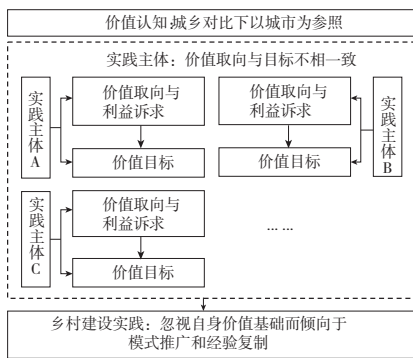 价值认知:城乡对比下以城市为参照
实践主体：价值取向与目标不相一致
实践主体A
价值取向与
利益诉求
价值目标
价值取向与
利益诉求
价值目标
实践主体B
实践主体C
价值取向与
利益诉求
价值目标
... ...
乡村建设实践：忽视自身价值基础而倾向于
模式推广和经验复制